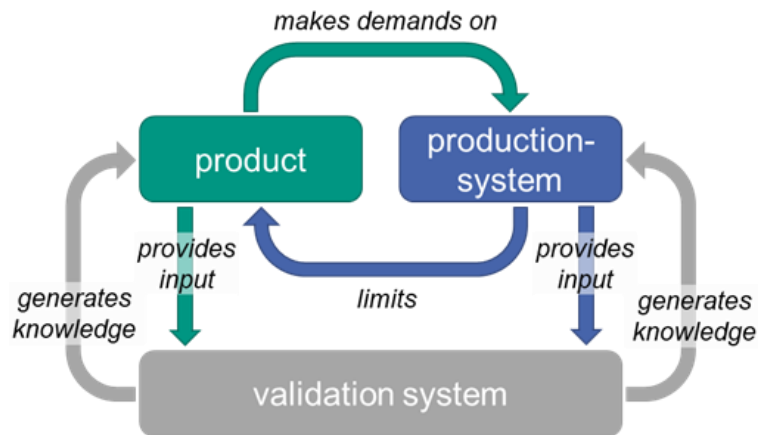 makes demands on
product
production-
system
provides
input
limits
provides
input
generates
knowledge
generates
knowledge
validation system